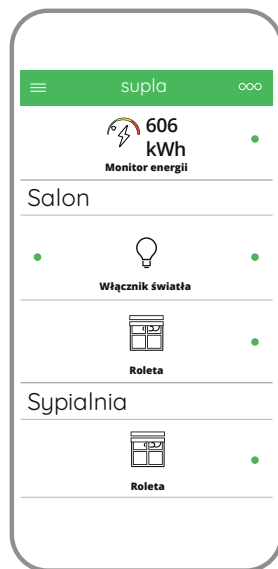 supla
606
kWh
Monitor energii
Salon
Włącznik światła
Roleta
Sypialnia
Roleta